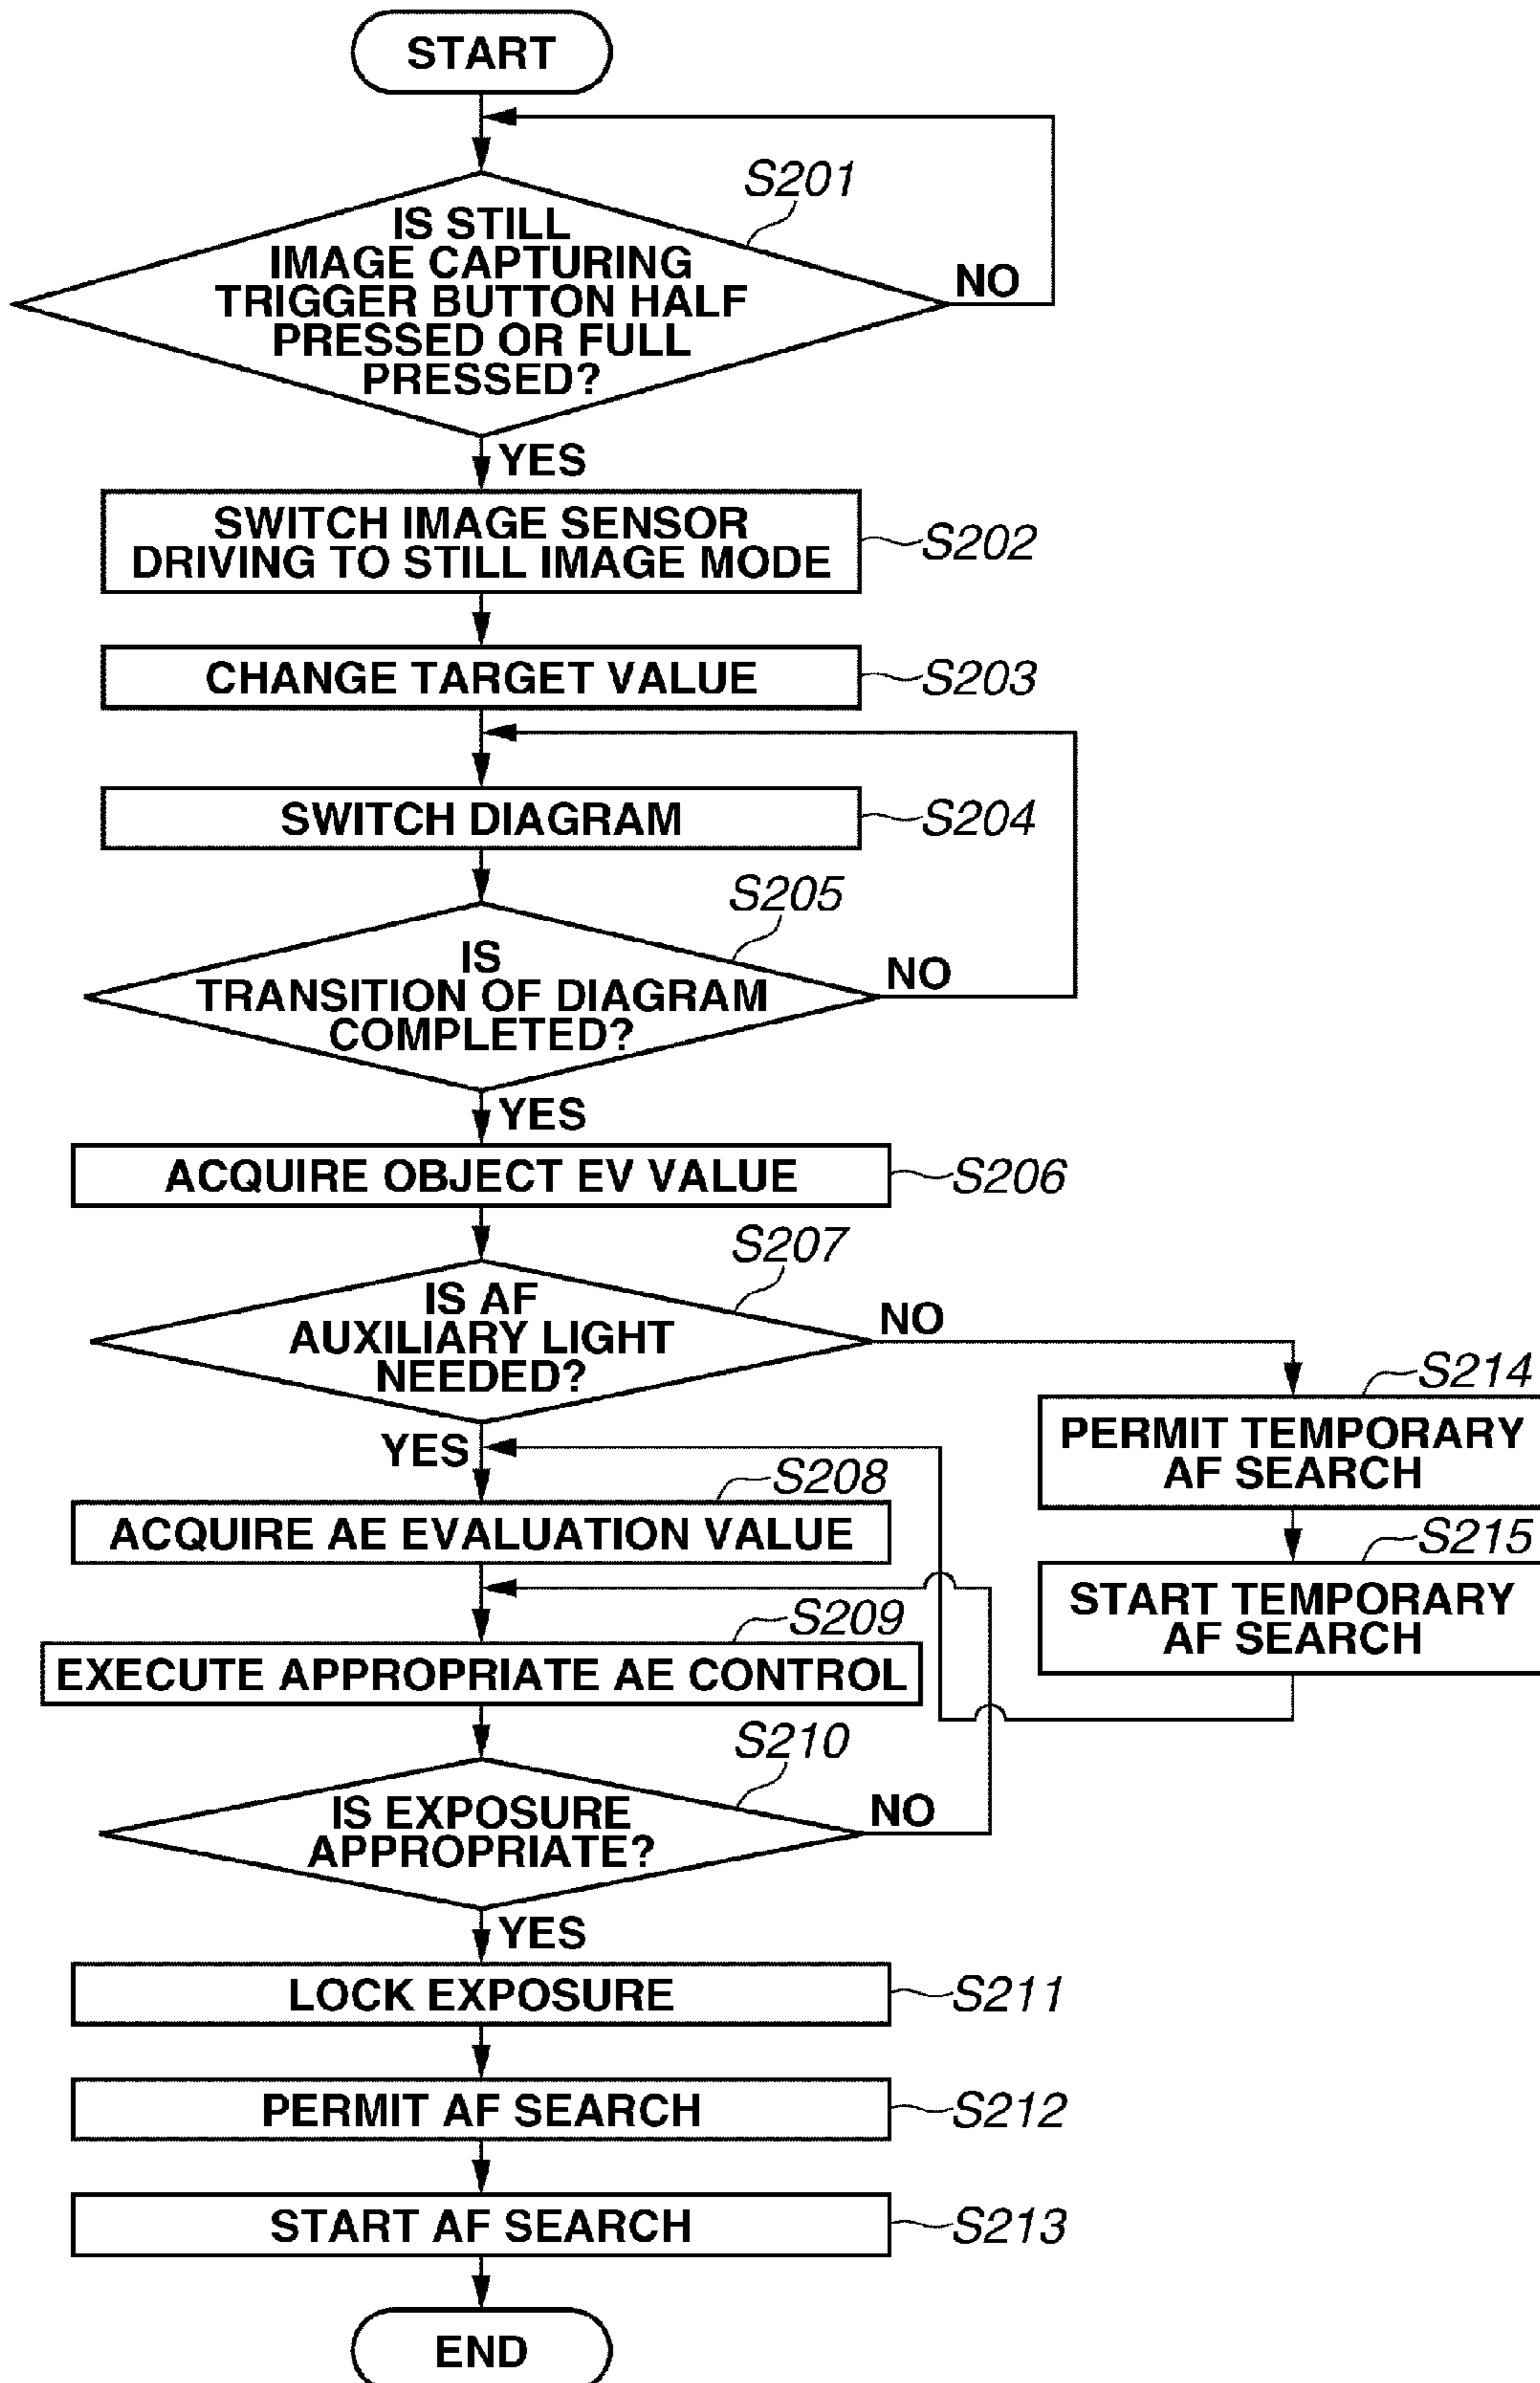 START
S201
IS STILL
IMAGE CAPTURING
TRIGGER BUTTON HALF
PRESSED OR FULL
PRESSED?
NO
YES
SWITCH IMAGE SENSOR
DRIVING TO STILL IMAGE MODE
S202
CHANGE TARGET VALUE
S203
SWITCH DIAGRAM
S204
S205
IS
TRANSITION OF DIAGRAM
COMPLETED?
NO
YES
ACQUIRE OBJECT EV VALUE
S206
S207
IS AF
AUXILIARY LIGHT
NEEDED?
NO
YES
S214
PERMIT TEMPORARY
AF SEARCH
S215
START TEMPORARY
AF SEARCH
S208
ACQUIRE AE EVALUATION VALUE
S209
EXECUTE APPROPRIATE AE CONTROL
S210
IS EXPOSURE
APPROPRIATE?
NO
YES
LOCK EXPOSURE
S211
PERMIT AF SEARCH
S212
START AF SEARCH
S213
END